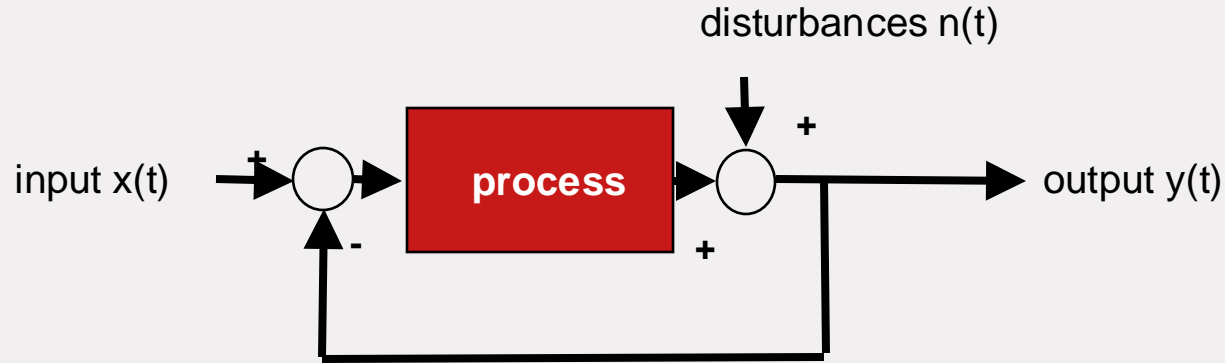 disturbances n(t)
+
+
input x(t)
process
output y(t)
-
+